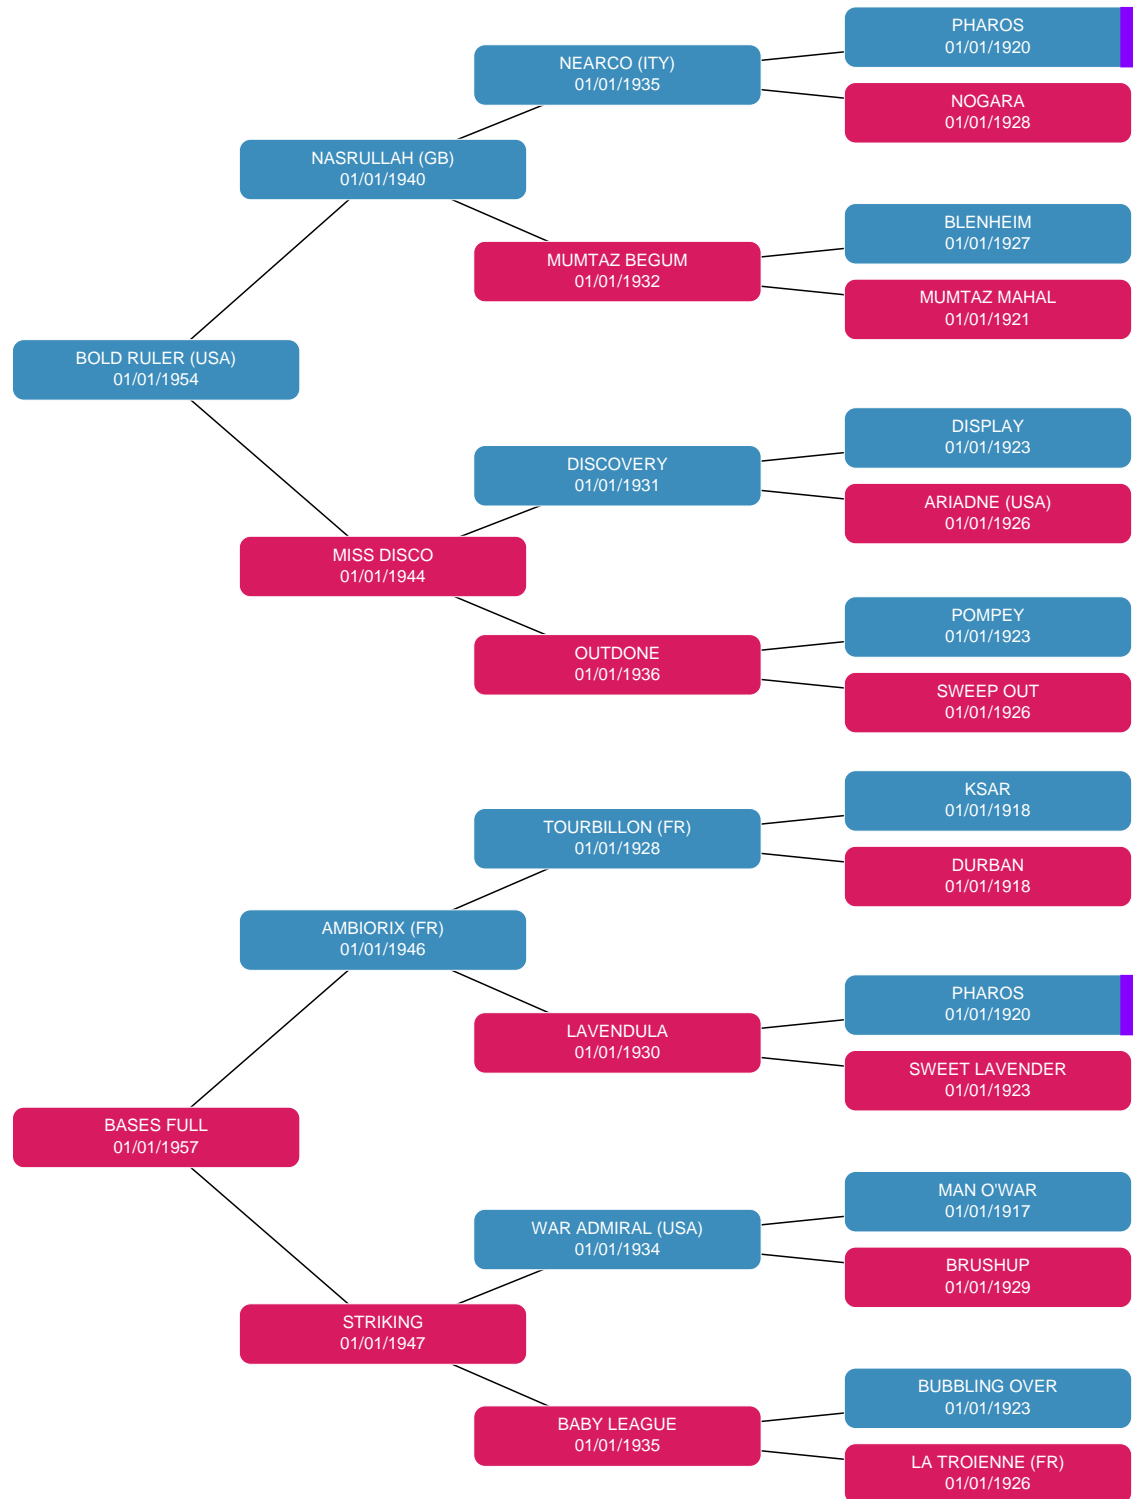 PHAROS
01/01/1920
NEARCO (ITY)
01/01/1935
NOGARA
01/01/1928
NASRULLAH (GB)
01/01/1940
BLENHEIM
01/01/1927
MUMTAZ BEGUM
01/01/1932
MUMTAZ MAHAL
01/01/1921
BOLD RULER (USA)
01/01/1954
DISPLAY
01/01/1923
DISCOVERY
01/01/1931
ARIADNE (USA)
01/01/1926
MISS DISCO
01/01/1944
POMPEY
01/01/1923
OUTDONE
01/01/1936
SWEEP OUT
01/01/1926
KSAR
01/01/1918
TOURBILLON (FR)
01/01/1928
DURBAN
01/01/1918
AMBIORIX (FR)
01/01/1946
PHAROS
01/01/1920
LAVENDULA
01/01/1930
SWEET LAVENDER
01/01/1923
BASES FULL
01/01/1957
MAN O'WAR
01/01/1917
WAR ADMIRAL (USA)
01/01/1934
BRUSHUP
01/01/1929
STRIKING
01/01/1947
BUBBLING OVER
01/01/1923
BABY LEAGUE
01/01/1935
LA TROIENNE (FR)
01/01/1926